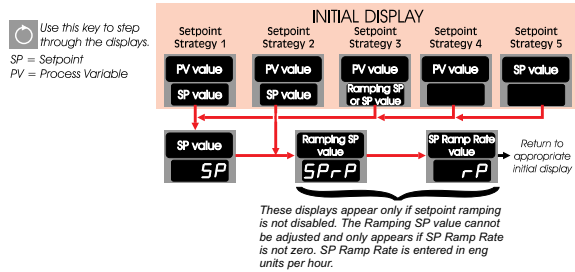 INITIAL DISPLAY
Use this key to step
through the displays.
SP = Setpoint
PV = Process Variable
Setpoint
Strategy 1
Setpoint
Strategy 2
Setpoint
Strategy 3
Setpoint
Strategy 4
Setpoint
Strategy 5
PV value
SP value
PV value
SP value
PV value
Ramping SP
or SP value
PV value
SP value
SP value
SP
Ramping SP
value
SPrP
SP Ramp Rate
value
rP
Return to
appropriate
initial display
These displays appear only if setpoint ramping
is not disabled. The Ramping SP value cannot
be adjusted and only appears if SP Ramp Rate
is not zero. SP Ramp Rate is entered in eng
units per hour.